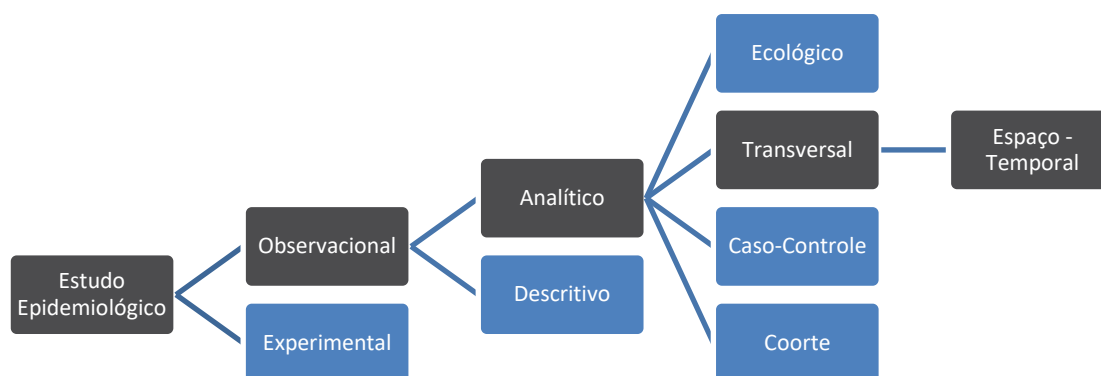 Estudo
Epidemiológico
Observacional
Experimental
Analítico
Descritivo
Ecológico
Transversal
Caso-Controle
Coorte
Espaço -
Temporal